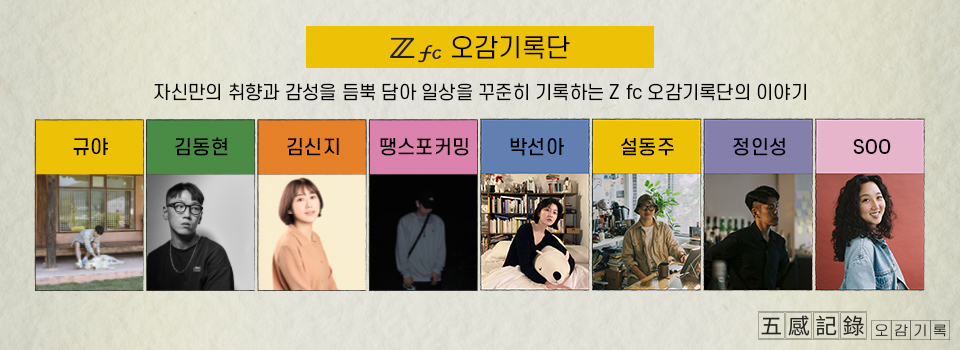 Z fc 오감기록단
자신만의 취향과 감성을 듬뿍 담아 일상을 꾸준히 기록하는 Z fc 오감기록단의 이야기
규야 김동현 김신지 땡스포커밍 박선아 설동주 정인성 SOO
五感記錄 오감기록